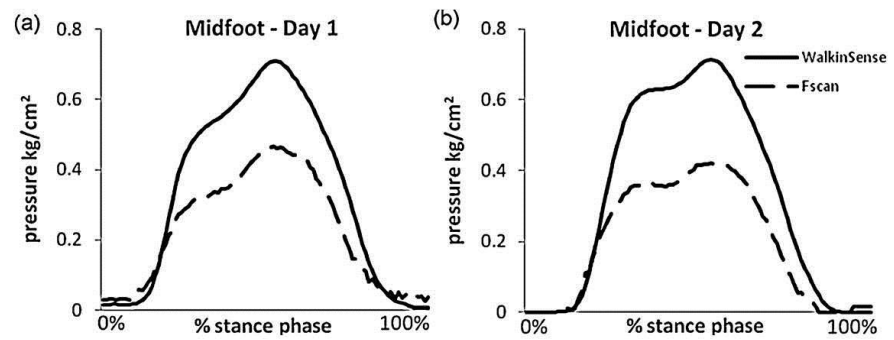 (a)
Midfoot - Day 1
0.8
0.6
0.4
0.2
0
pressure kg/cm²
0%
% stance phase
100%
(b)
Midfoot - Day 2
0.8
0.6
0.4
0.2
0.0
pressure kg/cm²
0%
% stance phase
100%
WalkinSense
Fscan